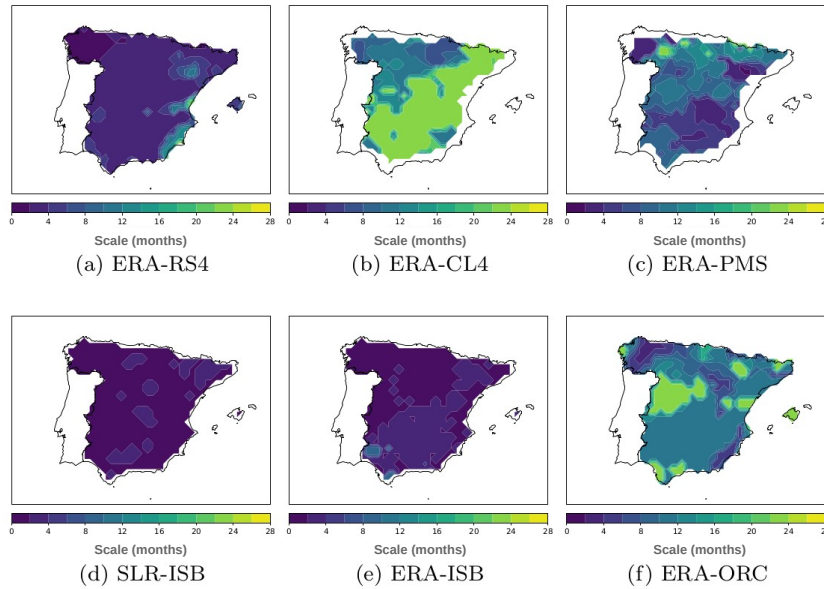 0 4 8 12 16 20 24 28 0 4 8 12 16 20 24 28 0 4 8 12 16 20 24 28
Scale (months) Scale (months) Scale (months)
(a) ERA-RS4 (b) ERA-CL4 (c) ERA-PMS
0 4 8 12 16 20 24 28 0 4 8 12 16 20 24 28 0 4 8 12 16 20 24 28
Scale (months) Scale (months) Scale (months)
(d) SLR-ISB (e) ERA-ISB (f) ERA-ORC